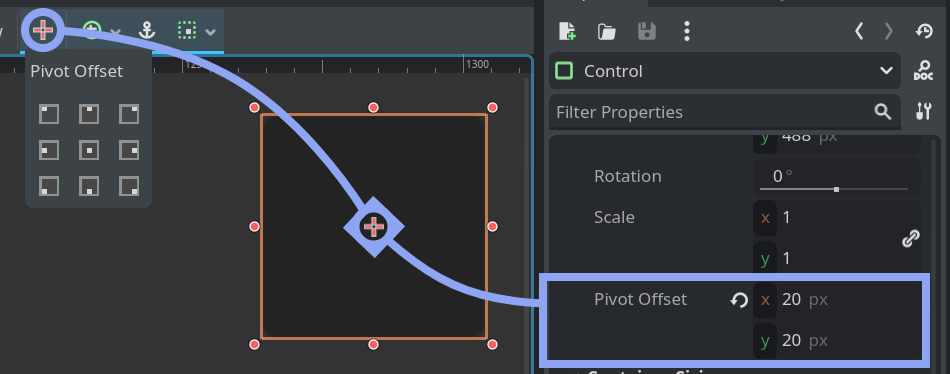 Pivot Offset
1300
Control
DOC
Filter Properties
y 488 px
Rotation 0 °
Scale x 1
y 1
Pivot Offset x 20 px
y 20 px